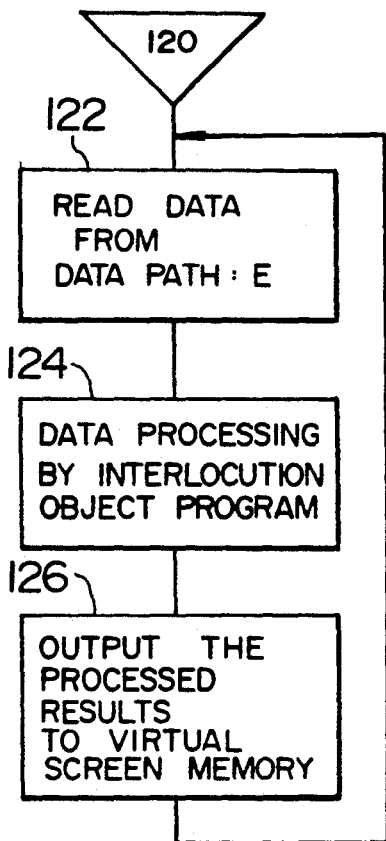 120
122
READ DATA
FROM
DATA PATH : E
124
DATA PROCESSING
BY INTERLOCUTION
OBJECT PROGRAM
126
OUTPUT THE
PROCESSED
RESULTS
TO VIRTUAL
SCREEN MEMORY